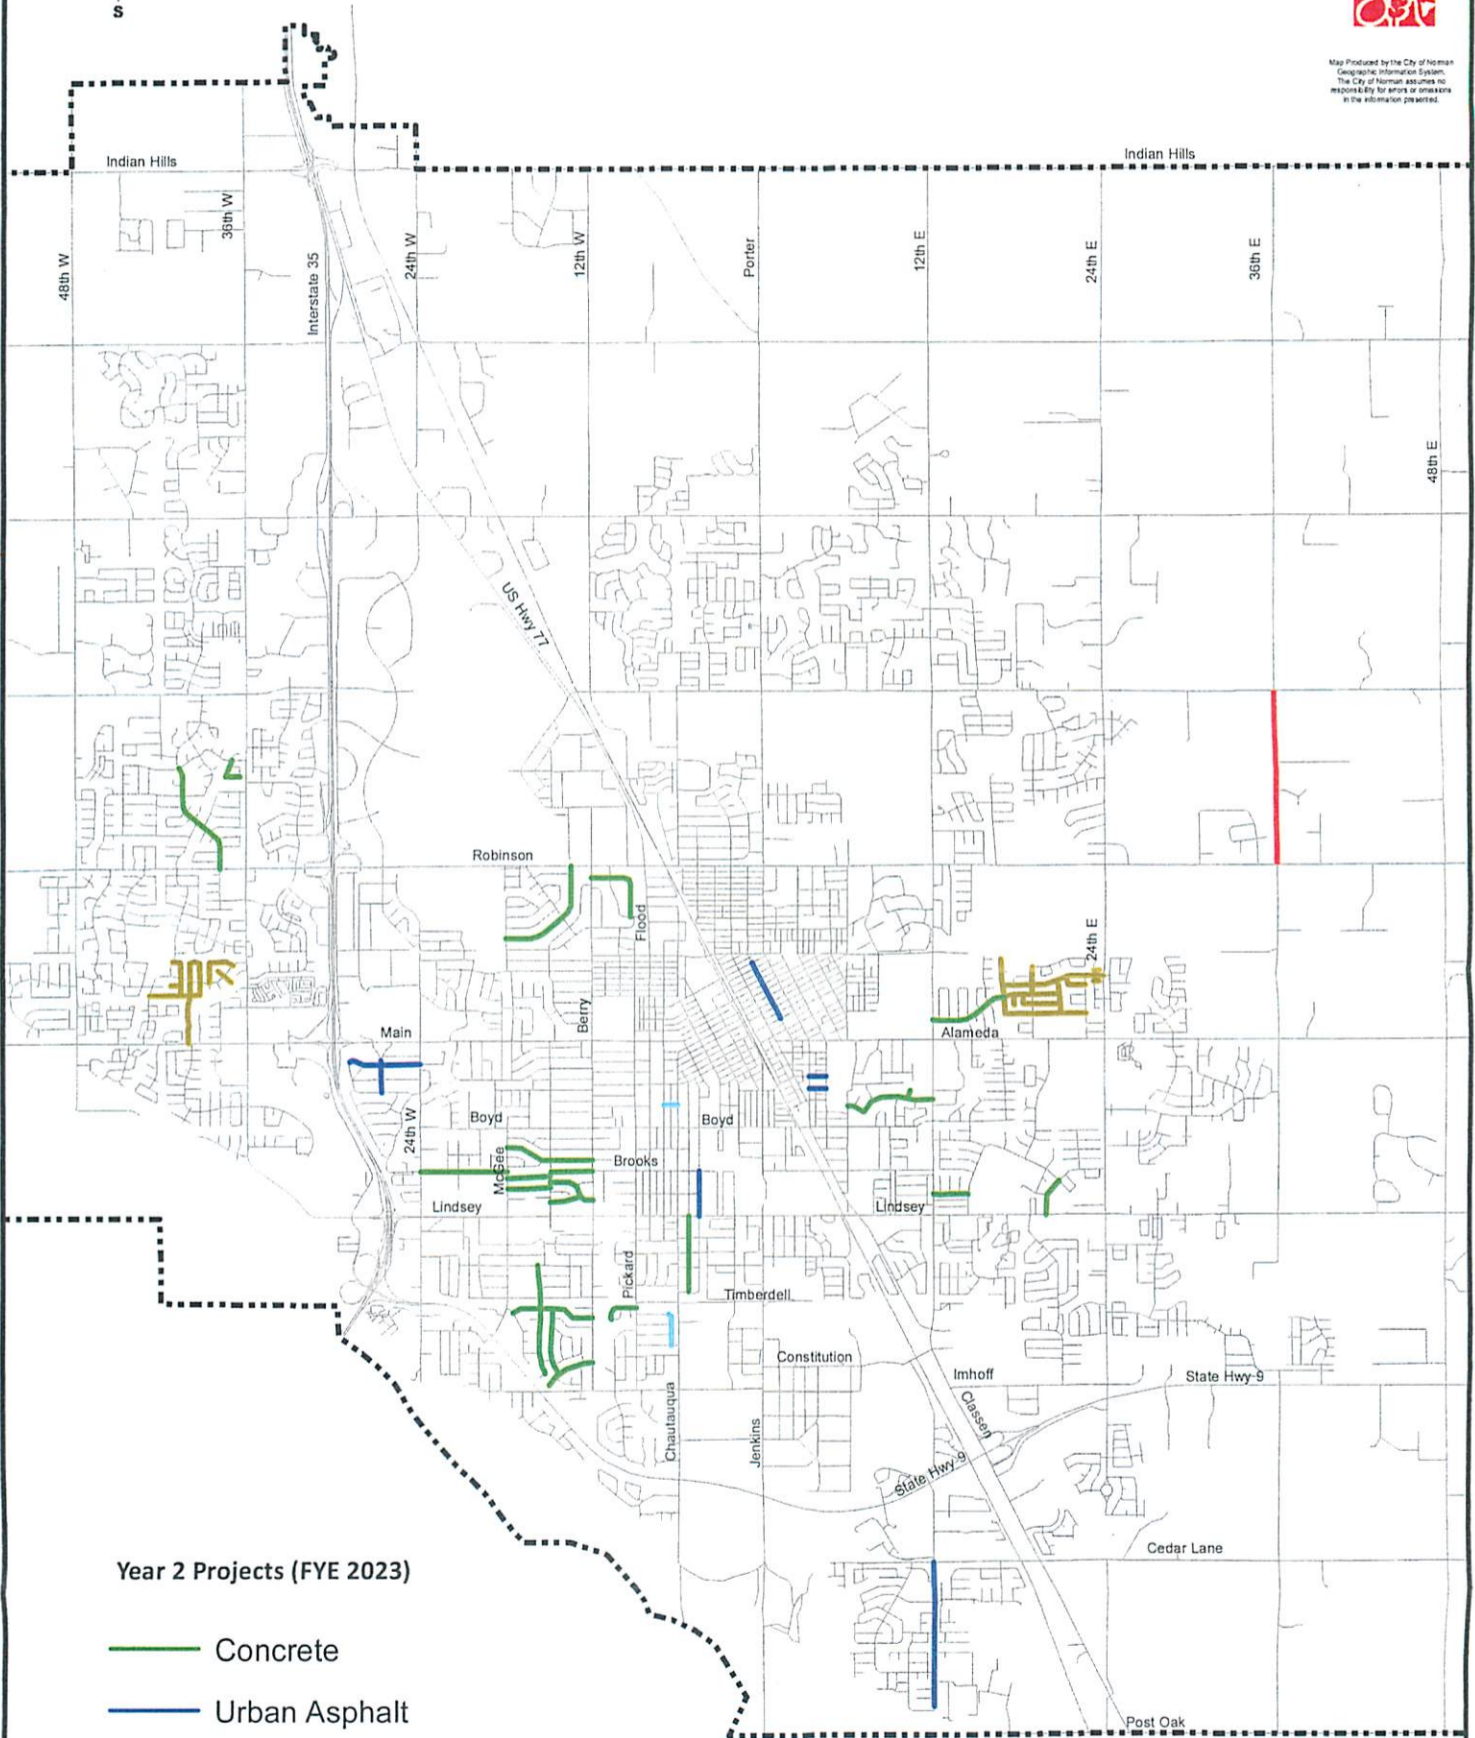 S
Map Produced by the City of Norman
Geographic Information System.
The City of Norman assumes no
responsibility for errors or omissions
in the information presented.
Indian Hills
Indian Hills
48th W
36th W
Interstate 35
24th W
12th W
Porter
12th E
24th E
36th E
48th E
US Hwy 77
Robinson
Flood
24th E
Berry
Main
Alameda
24th W
Boyd
Boyd
McGee
Brooks
Lindsey
Lindsey
Pickard
Timberdell
Constitution
Imhoff
State Hwy 9
Classen
Chautauqua
Jenkins
State Hwy 9
Cedar Lane
Year 2 Projects (FYE 2023)
Concrete
Urban Asphalt
Post Oak